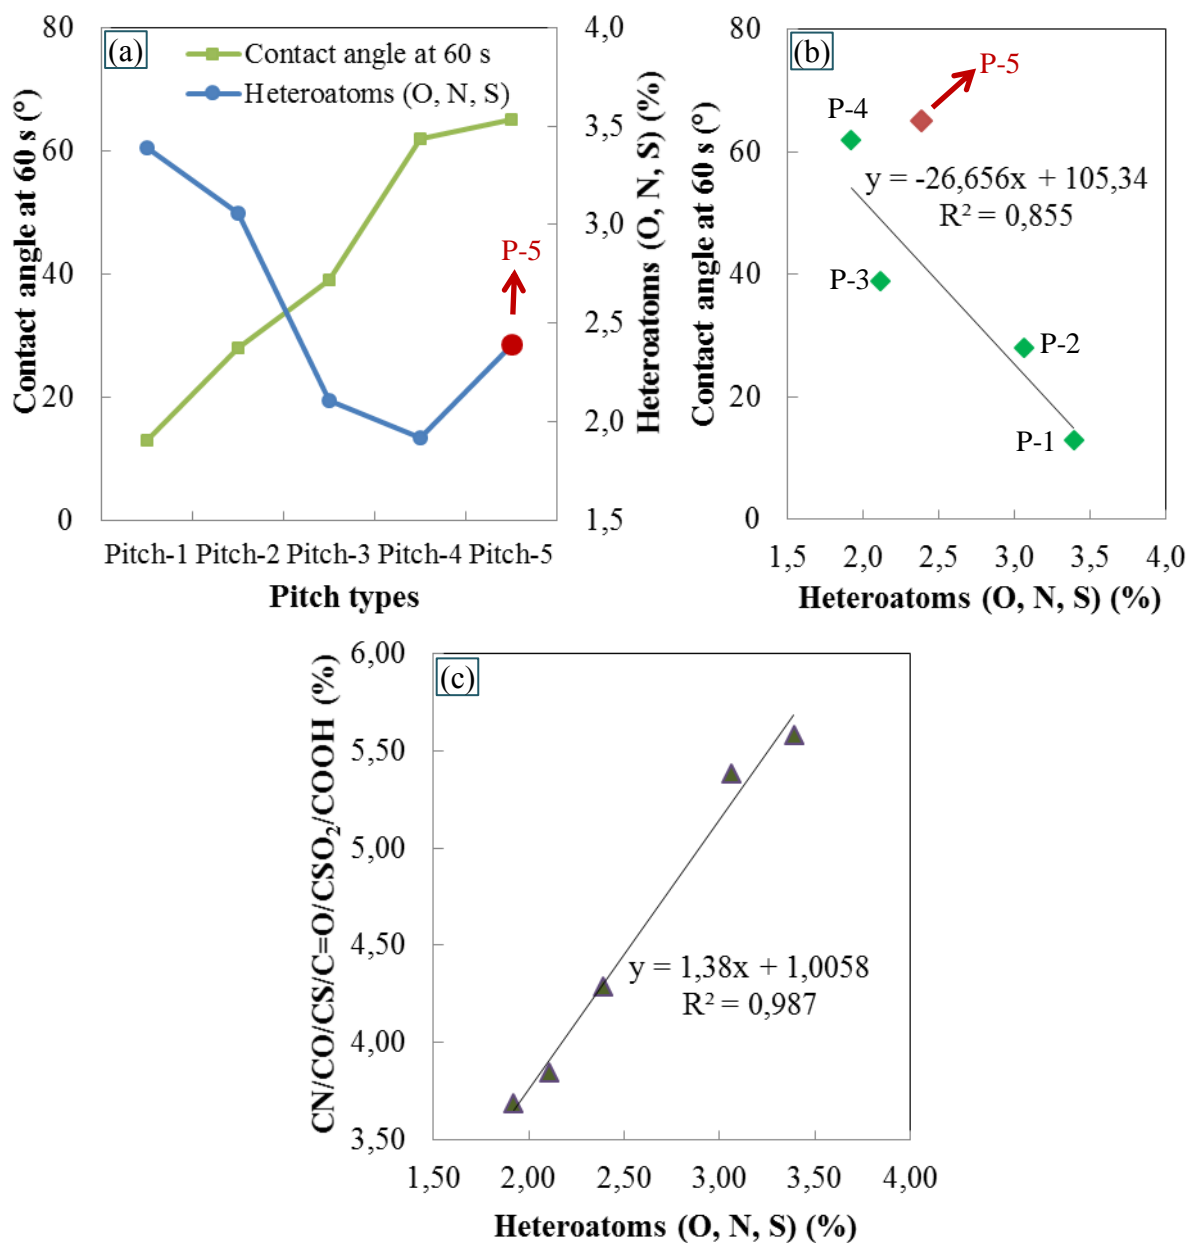 (a)
Contact angle at 60 s
Heteroatoms (O, N, S)
Contact angle at 60 s (°)
80
60
40
20
0
Heteroatoms (O, N, S) (%)
4,0
3,5
3,0
2,5
2,0
1,5
P-5
Pitch-1 Pitch-2 Pitch-3 Pitch-4 Pitch-5
Pitch types
(b)
Contact angle at 60 s (°)
80
60
40
20
0
P-5
P-4
y = -26,656x + 105,34
R² = 0,855
P-3
P-2
P-1
1,5 2,0 2,5 3,0 3,5 4,0
Heteroatoms (O, N, S) (%)
(c)
CN/CO/CS/C=O/CSO₂/COOH (%)
6,00
5,50
5,00
4,50
4,00
3,50
y = 1,38x + 1,0058
R² = 0,987
1,50 2,00 2,50 3,00 3,50 4,00
Heteroatoms (O, N, S) (%)